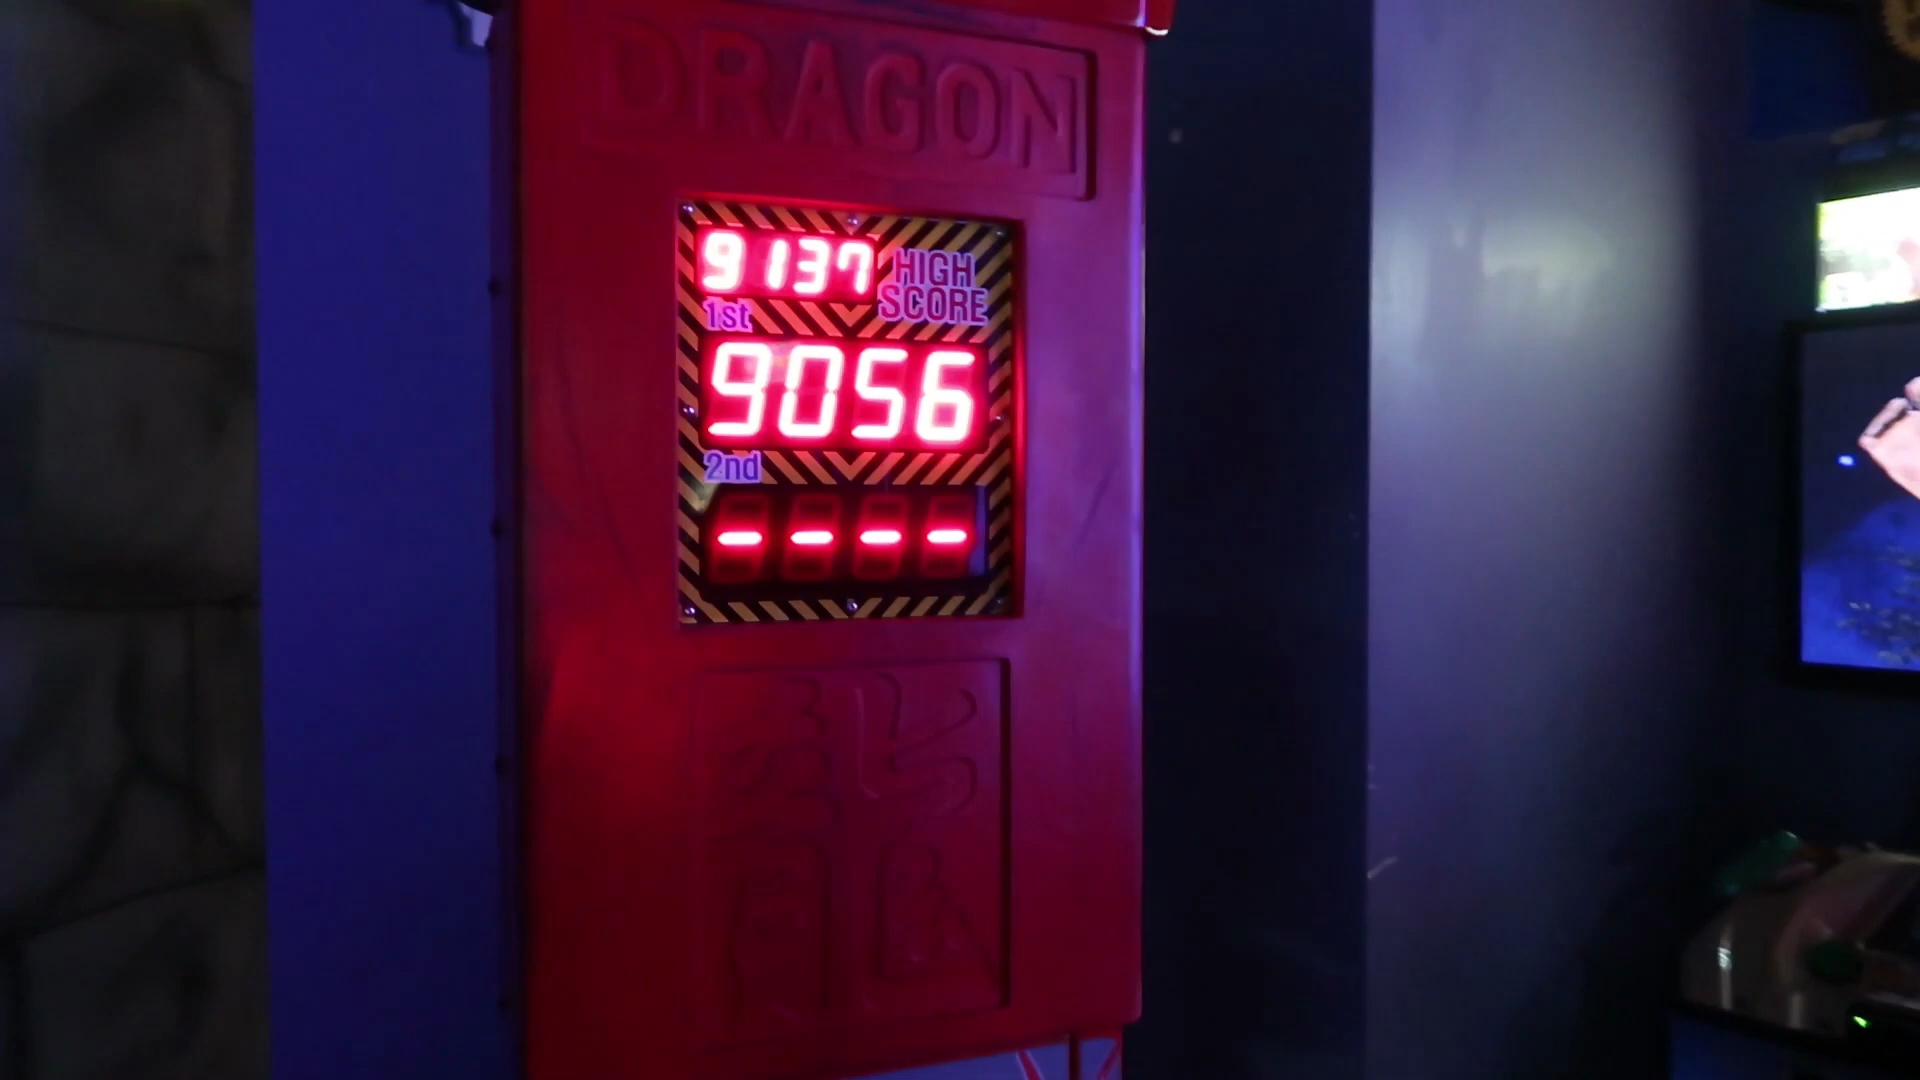 DRAGON
9137
HIGH
SCORE
1st
9056
2nd
----